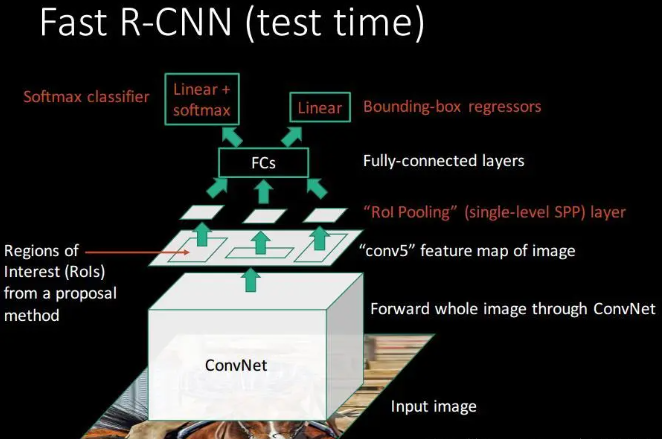 Fast R-CNN (test time)
Softmax classifier
Linear +
softmax
Linear
Bounding-box regressors
FCs
Fully-connected layers
“RoI Pooling” (single-level SPP) layer
Regions of
Interest (RoIs)
from a proposal
method
“conv5” feature map of image
Forward whole image through ConvNet
ConvNet
Input image